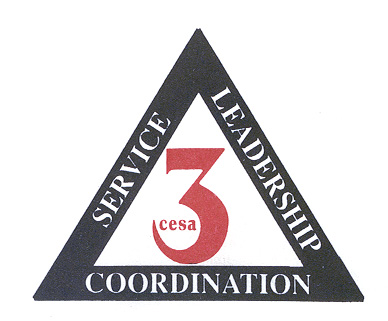 SERVICE
LEADERSHIP
3
cesa
COORDINATION